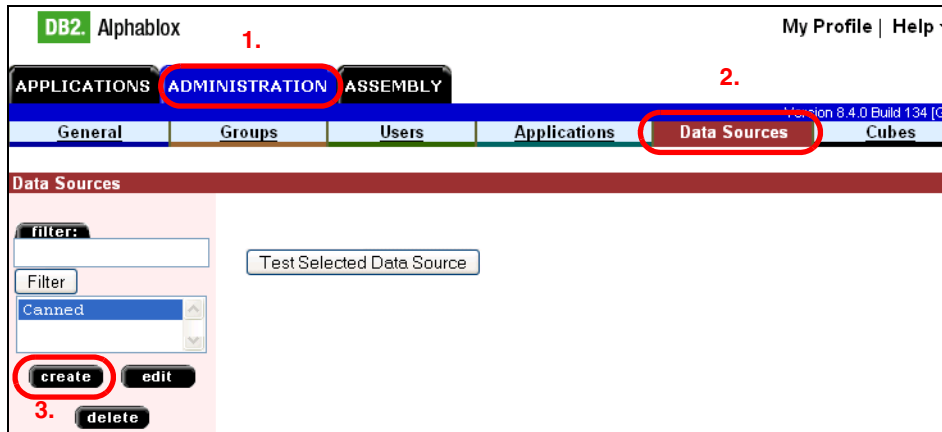 DB2. Alphablox
My Profile | Help
1.
APPLICATIONS ADMINISTRATION ASSEMBLY
2.
Version 8.4.0 Build 134 [G
General Groups Users Applications Data Sources Cubes
Data Sources
filter:
Test Selected Data Source
Filter
Canned
create edit
3.
delete